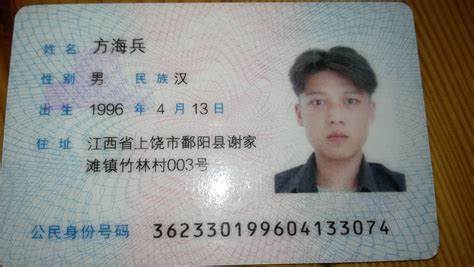 姓名 方海兵
性别 男 民族 汉
出生 1996 年 4 月 13 日
住址 江西省上饶市鄱阳县谢家
滩镇竹林村003号
公民身份号码 362330199604133074